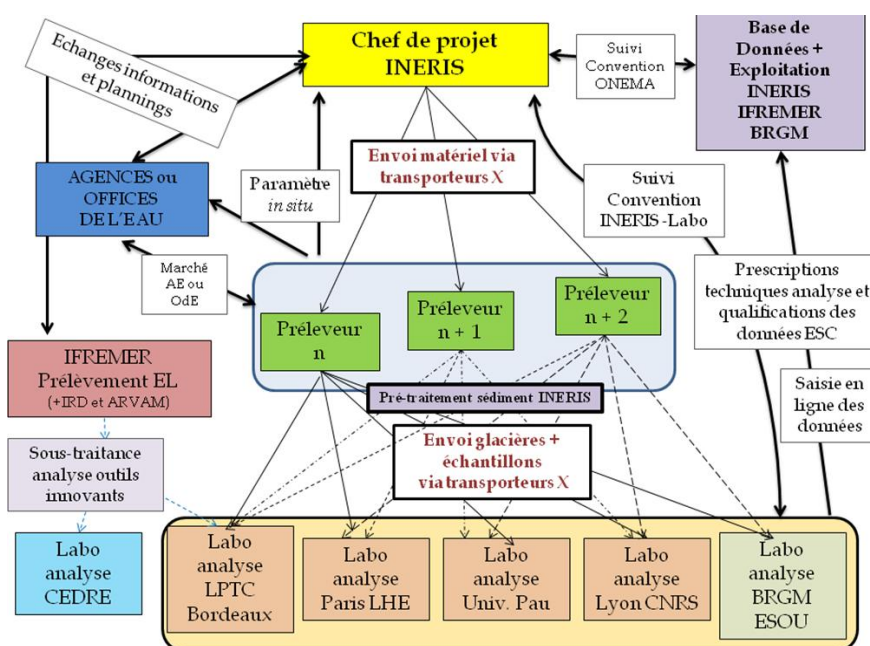 Echanges informations
et plannings
Chef de projet
INERIS
Suivi
Convention
ONEMA
Base de
Données +
Exploitation
INERIS
IFREMER
BRGM
Envoi matériel via
transporteurs X
AGENCES ou
OFFICES
DE L'EAU
Paramètre
in situ
Suivi
Convention
INERIS -Labo
Marché
AE ou
OdE
Préleveur
n
Préleveur
n + 1
Préleveur
n + 2
Prescriptions
techniques analyse et
qualifications des
données ESC
IFREMER
Prélèvement EL
(+IRD et ARVAM)
Pré-traitement sédiment INERIS
Saisie en
ligne des
données
Envoi glacières +
échantillons
via transporteurs X
Sous-traitance
analyse outils
innovants
Labo
analyse
CEDRE
Labo
analyse
LPTC
Bordeaux
Labo
analyse
Paris LHE
Labo
analyse
Univ. Pau
Labo
analyse
Lyon CNRS
Labo
analyse
BRGM
ESOU